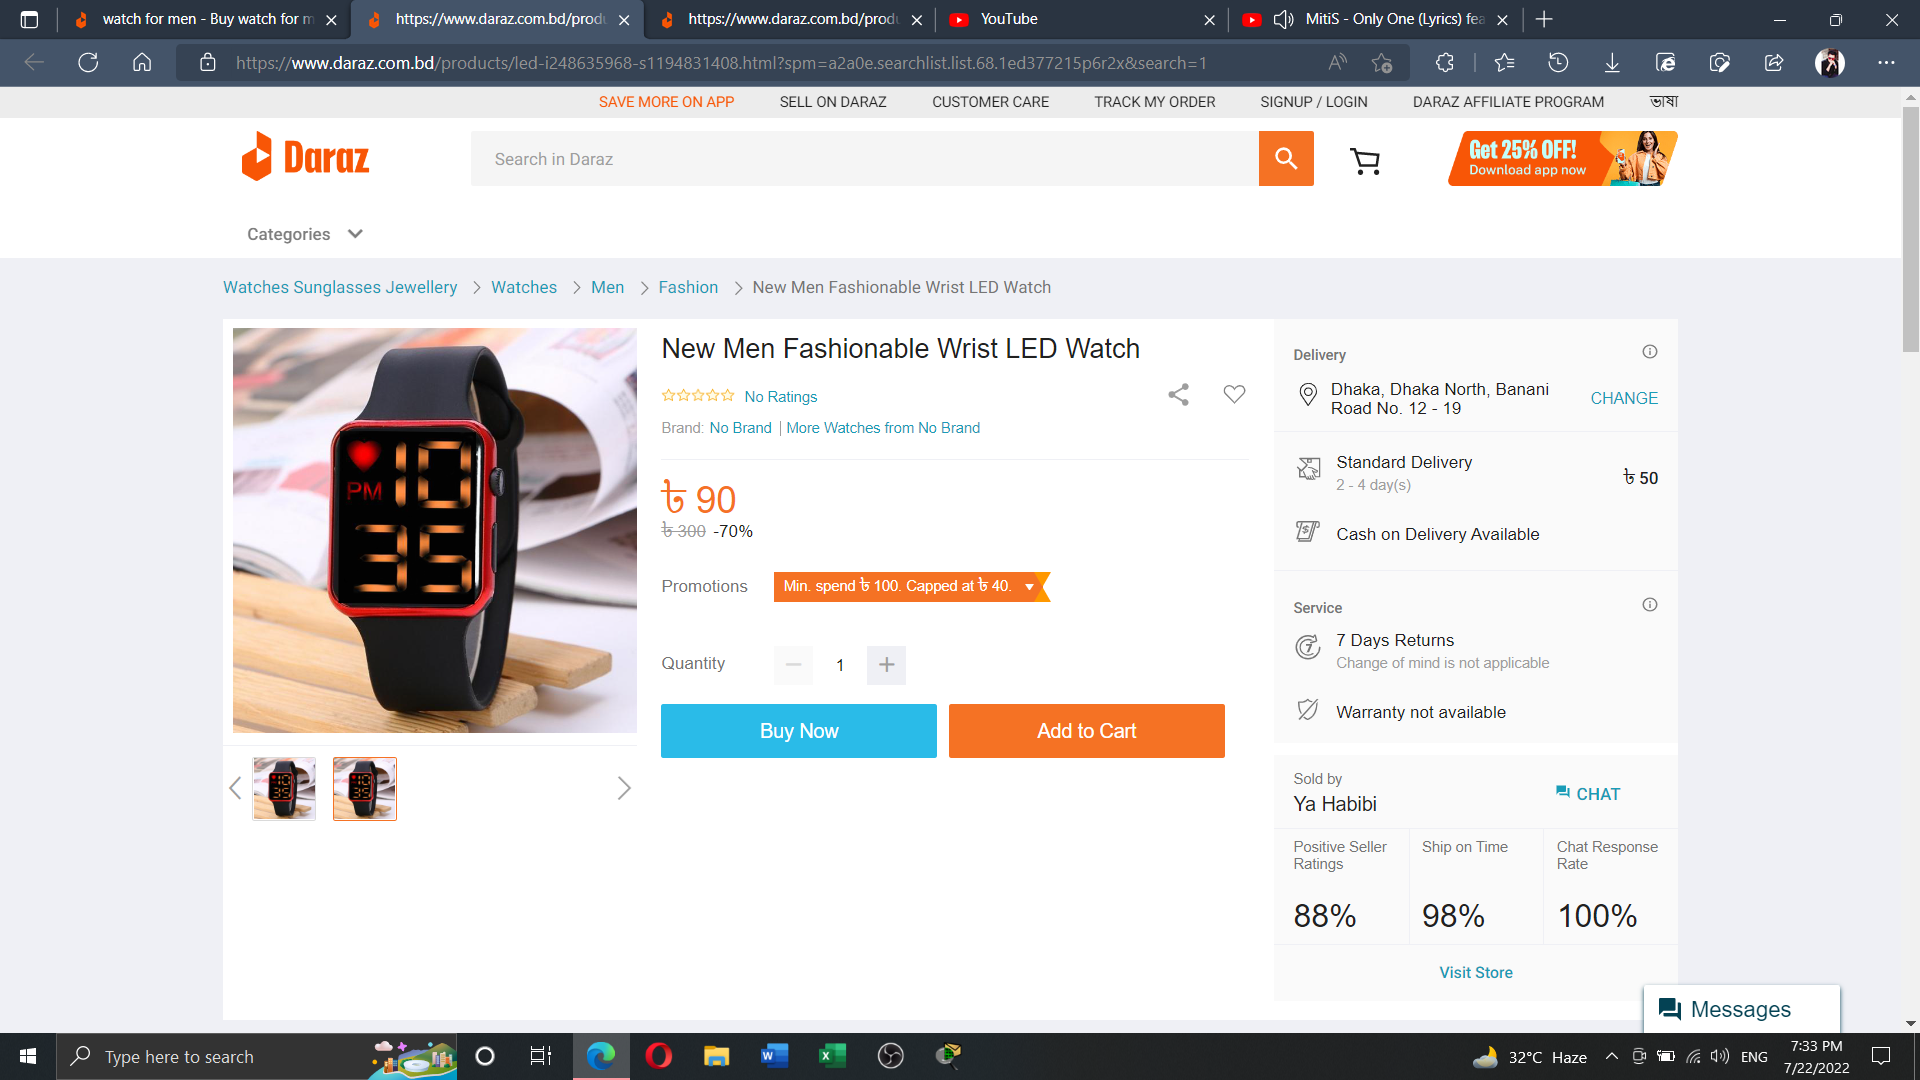 watch for men - Buy watch for m
https://www.daraz.com.bd/produ
https://www.daraz.com.bd/produ
YouTube
MitiS - Only One (Lyrics) fea
https://www.daraz.com.bd/products/led-i248635968-s1194831408.html?spm=a2a0e.searchlist.list.68.1ed377215p6r2x&search=1
SAVE MORE ON APP
SELL ON DARAZ
CUSTOMER CARE
TRACK MY ORDER
SIGNUP / LOGIN
DARAZ AFFILIATE PROGRAM
ভাষা
Daraz
Search in Daraz
Get 25% OFF!
Download app now
Categories
Watches Sunglasses Jewellery > Watches > Men > Fashion > New Men Fashionable Wrist LED Watch
PM 10
35
New Men Fashionable Wrist LED Watch
No Ratings
Brand: No Brand | More Watches from No Brand
৳ 90
৳ 300 -70%
Promotions
Min. spend ৳ 100. Capped at ৳ 40.
Quantity
1
Buy Now
Add to Cart
Delivery
Dhaka, Dhaka North, Banani
Road No. 12 - 19
CHANGE
Standard Delivery
2 - 4 day(s)
৳ 50
Cash on Delivery Available
Service
7 Days Returns
Change of mind is not applicable
Warranty not available
Sold by
Ya Habibi
CHAT
Positive Seller
Ratings
88%
Ship on Time
98%
Chat Response
Rate
100%
Visit Store
Messages
Type here to search
32°C Haze
ENG
7:33 PM
7/22/2022